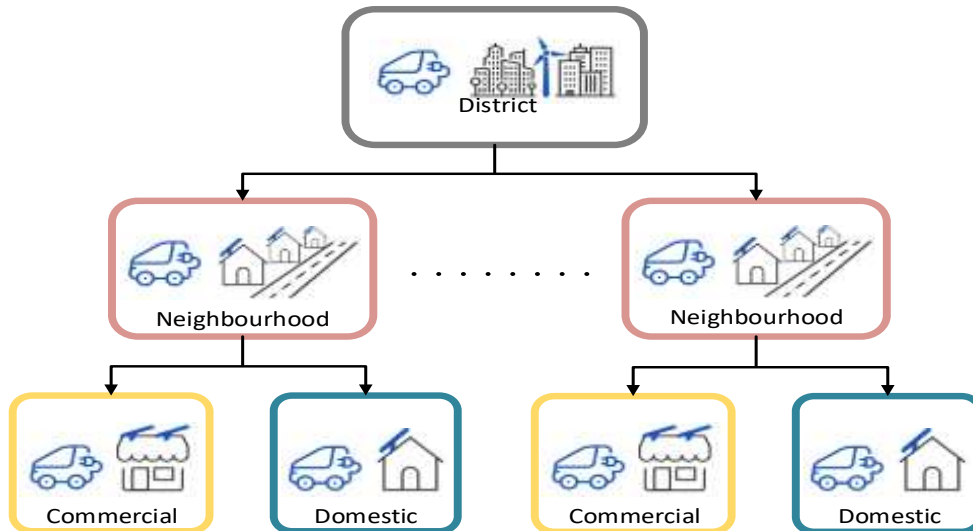 District
Neighbourhood
Neighbourhood
Commercial
Domestic
Commercial
Domestic